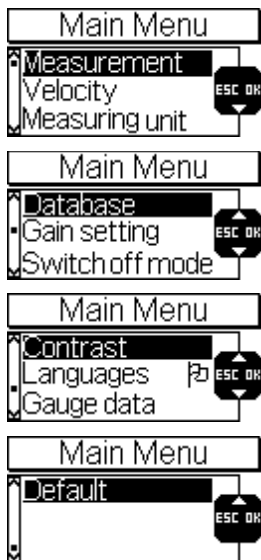 Main Menu
Measurement
Velocity
Measuring unit
ESC OK
Main Menu
Database
Gain setting
Switch off mode
ESC OK
Main Menu
Contrast
Languages
Gauge data
ESC OK
Main Menu
Default
ESC OK